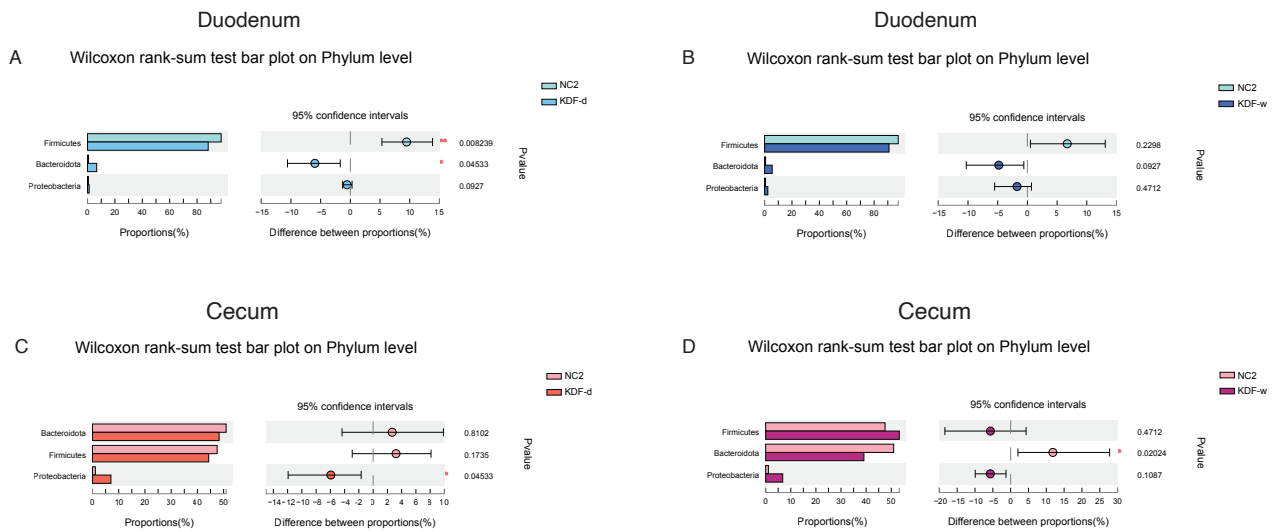 Duodenum
A
Wilcoxon rank-sum test bar plot on Phylum level
NC2
KDF-d
95% confidence intervals
Firmicutes
Bacteroidota
Proteobacteria
**
*
0.008239
0.04533
0.0927
Pvalue
0 20 40 60 80
-15 -10 -5 0 5 10 15
Proportions(%)
Difference between proportions(%)
Duodenum
B
Wilcoxon rank-sum test bar plot on Phylum level
NC2
KDF-w
95% confidence intervals
Firmicutes
Bacteroidota
Proteobacteria
0.2298
0.0927
0.4712
Pvalue
0 20 40 60 80
-15 -10 -5 0 5 10 15
Proportions(%)
Difference between proportions(%)
Cecum
C
Wilcoxon rank-sum test bar plot on Phylum level
NC2
KDF-d
95% confidence intervals
Bacteroidota
Firmicutes
Proteobacteria
*
0.8102
0.1735
0.04533
Pvalue
0 10 20 30 40 50
-14 -12 -10 -8 -6 -4 -2 0 2 4 6 8 10
Proportions(%)
Difference between proportions(%)
Cecum
D
Wilcoxon rank-sum test bar plot on Phylum level
NC2
KDF-w
95% confidence intervals
Firmicutes
Bacteroidota
Proteobacteria
*
0.4712
0.02024
0.1087
Pvalue
0 10 20 30 40 50
-20 -10 0 10 20 30
Proportions(%)
Difference between proportions(%)